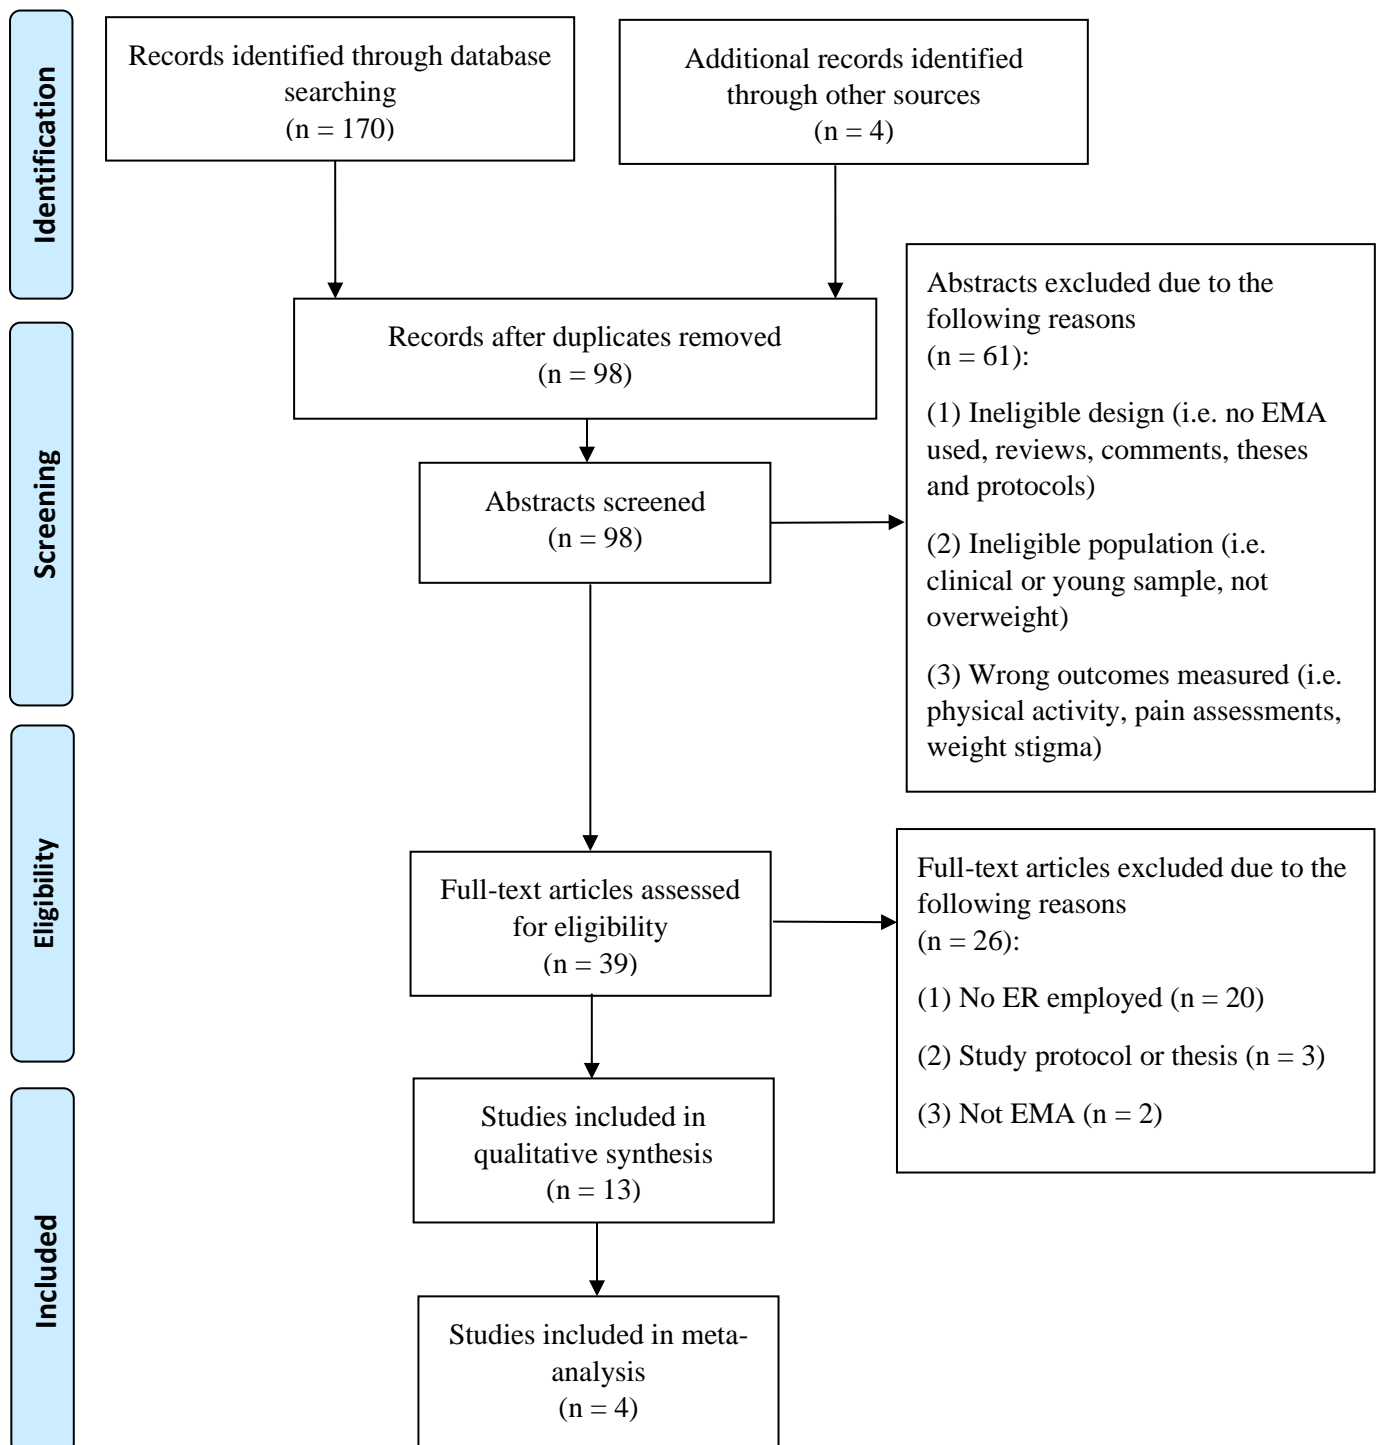 Identification
Records identified through database
searching
(n = 170)
Additional records identified
through other sources
(n = 4)
Records after duplicates removed
(n = 98)
Screening
Abstracts screened
(n = 98)
Abstracts excluded due to the
following reasons
(n = 61):
(1) Ineligible design (i.e. no EMA
used, reviews, comments, theses
and protocols)
(2) Ineligible population (i.e.
clinical or young sample, not
overweight)
(3) Wrong outcomes measured (i.e.
physical activity, pain assessments,
weight stigma)
Eligibility
Full-text articles assessed
for eligibility
(n = 39)
Full-text articles excluded due to the
following reasons
(n = 26):
(1) No ER employed (n = 20)
(2) Study protocol or thesis (n = 3)
(3) Not EMA (n = 2)
Included
Studies included in
qualitative synthesis
(n = 13)
Studies included in meta-
analysis
(n = 4)